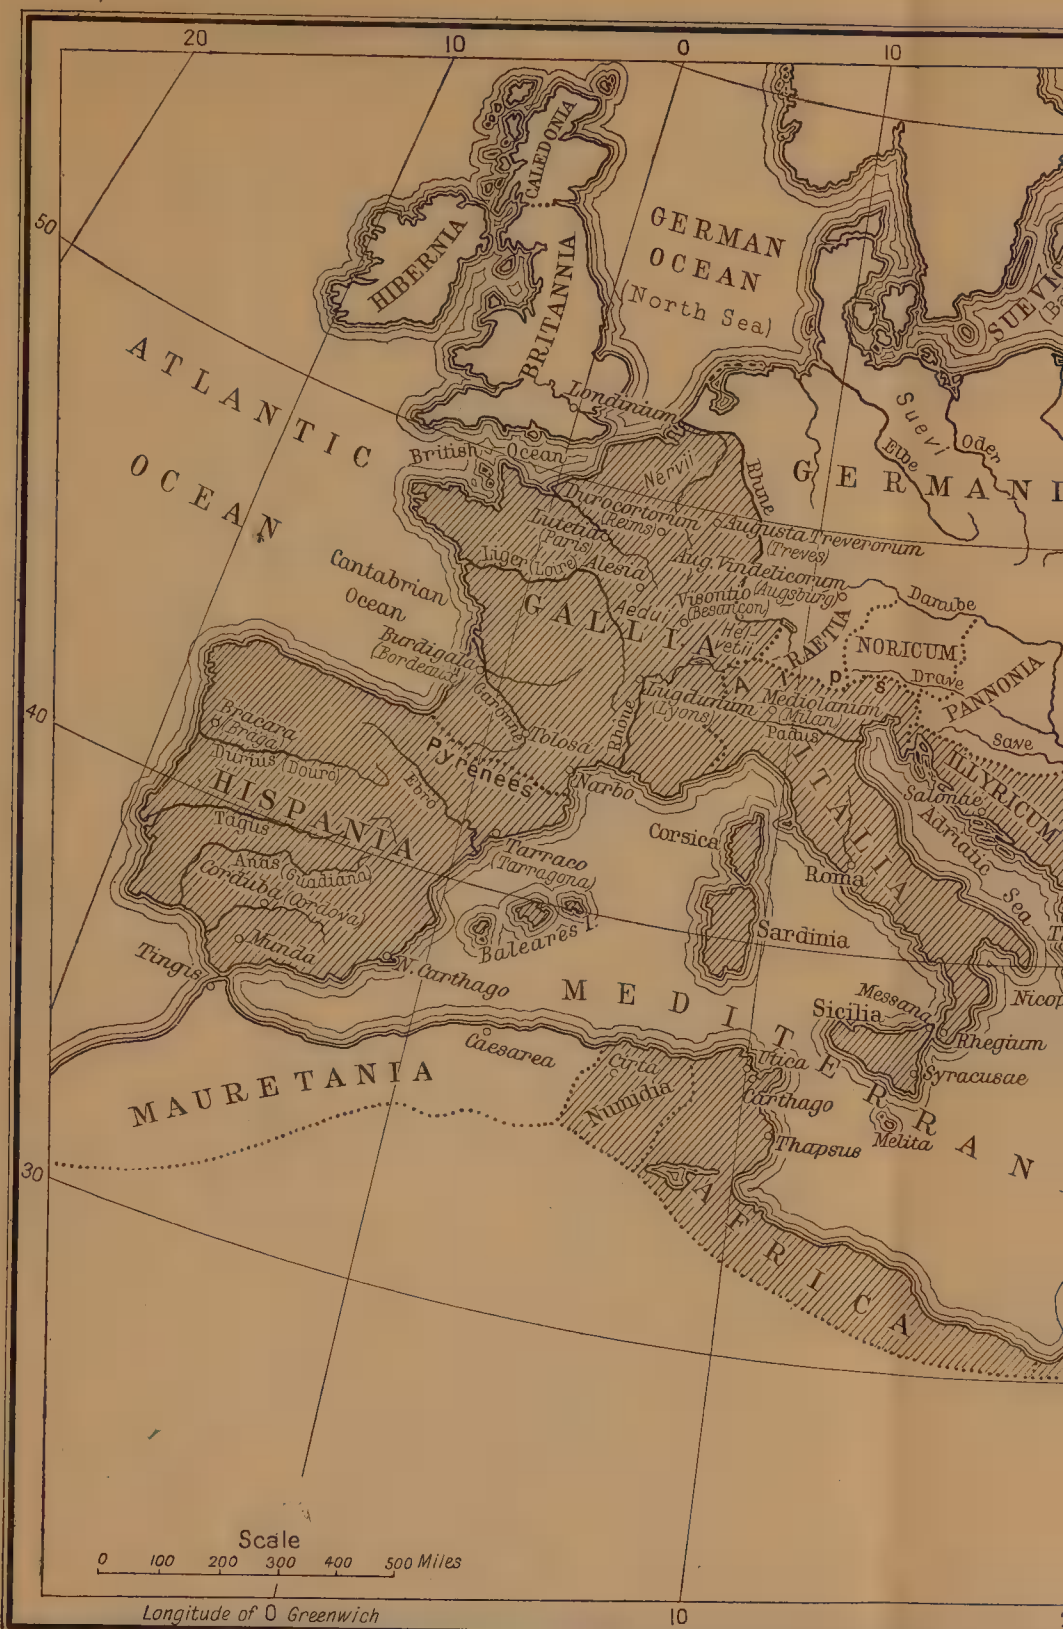 20
10
0
10
50
40
30
CALEDONIA
HIBERNIA
BRITANNIA
GERMAN
OCEAN
(North Sea)
ATLANTIC
OCEAN
Londinium
British Ocean
Nervii
Rhine
Suevi
Elbe
Oder
Durocortorum
(Reims)
Lutetia
(Paris)
Augusta Treverorum
(Treves)
Liger (Loire)
Alesia
Aug. Vindelicorum
(Augsburg)
Visontio
(Besançon)
Aedui
Hel-
vetii
GALLIA
RAETIA
Danube
NORICUM
Drave
PANNONIA
Save
Cantabrian
Ocean
Burdigala
(Bordeaux)
Garonne
Lugdunum
(Lyons)
Alps
Mediolanum
(Milan)
Padus
Rhone
Tolosa
Pyrenees
Narbo
Bracara
(Braga)
Durius (Douro)
Ebro
HISPANIA
Tagus
Anas (Guadiana)
Corduba (Cordova)
Munda
Tarraco
(Tarragona)
Baleares I.
N. Carthago
Tingis
ITALIA
ILLYRICUM
Salonae
Adriatic Sea
Corsica
Roma
Sardinia
MEDITERRAN
Messana
Sicilia
Rhegium
Syracusae
Melita
Caesarea
Cirta
Utica
Carthago
Numidia
Thapsus
MAURETANIA
AFRICA
Scale
0 100 200 300 400 500 Miles
Longitude of 0 Greenwich
10